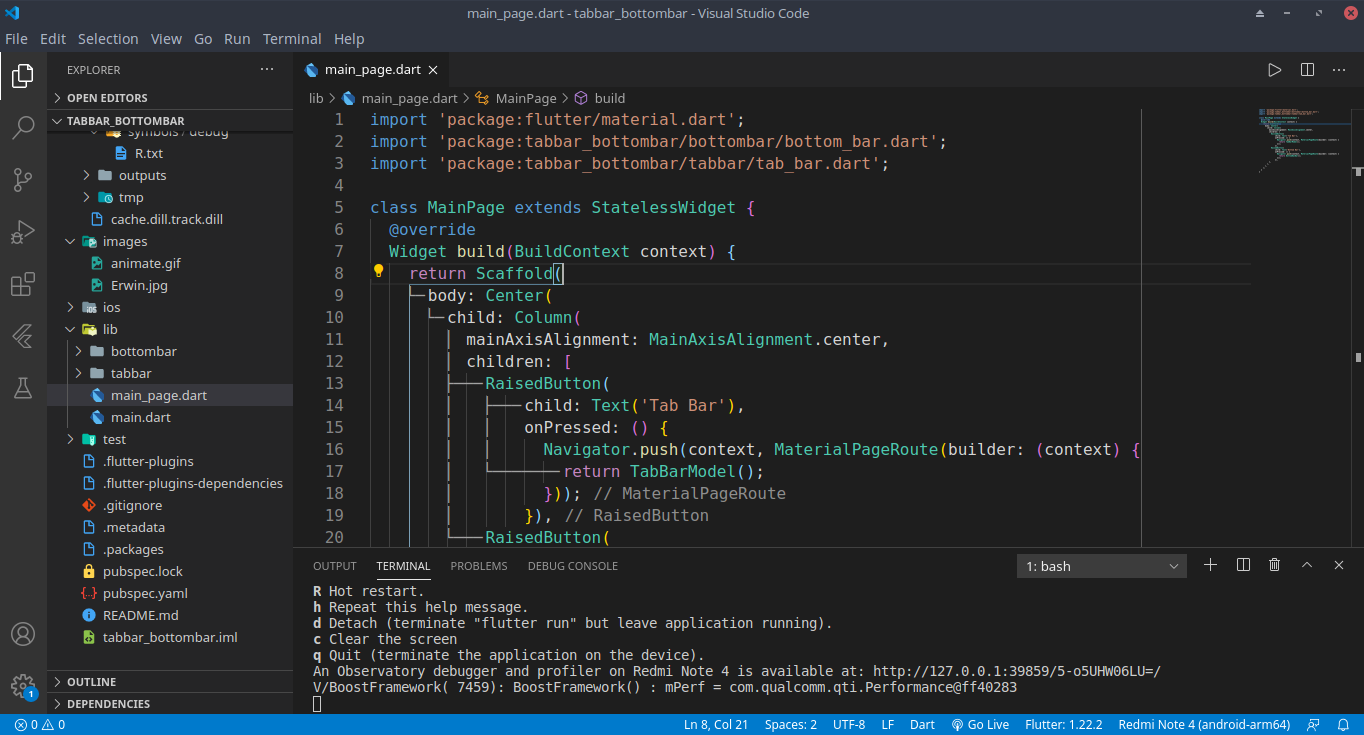 main_page.dart - tabbar_bottombar - Visual Studio Code
File Edit Selection View Go Run Terminal Help
EXPLORER
OPEN EDITORS
TABBAR_BOTTOMBAR
symbols / debug
R.txt
outputs
tmp
cache.dill.track.dill
images
animate.gif
Erwin.jpg
ios
lib
bottombar
tabbar
main_page.dart
main.dart
test
.flutter-plugins
.flutter-plugins-dependencies
.gitignore
.metadata
.packages
pubspec.lock
pubspec.yaml
README.md
tabbar_bottombar.iml
OUTLINE
DEPENDENCIES
1
main_page.dart
lib > main_page.dart > MainPage > build
1 import 'package:flutter/material.dart';
2 import 'package:tabbar_bottombar/bottombar/bottom_bar.dart';
3 import 'package:tabbar_bottombar/tabbar/tab_bar.dart';
4
5 class MainPage extends StatelessWidget {
6 @override
7 Widget build(BuildContext context) {
8 return Scaffold(
9 body: Center(
10 child: Column(
11 mainAxisAlignment: MainAxisAlignment.center,
12 children: [
13 RaisedButton(
14 child: Text('Tab Bar'),
15 onPressed: () {
16 Navigator.push(context, MaterialPageRoute(builder: (context) {
17 return TabBarModel();
18 })); // MaterialPageRoute
19 }), // RaisedButton
20 RaisedButton(
OUTPUT TERMINAL PROBLEMS DEBUG CONSOLE 1: bash
R Hot restart.
h Repeat this help message.
d Detach (terminate "flutter run" but leave application running).
c Clear the screen
q Quit (terminate the application on the device).
An Observatory debugger and profiler on Redmi Note 4 is available at: http://127.0.0.1:39859/5-o5UHW06LU=/
V/BoostFramework( 7459): BoostFramework() : mPerf = com.qualcomm.qti.Performance@ff40283
0 0 Ln 8, Col 21 Spaces: 2 UTF-8 LF Dart Go Live Flutter: 1.22.2 Redmi Note 4 (android-arm64)